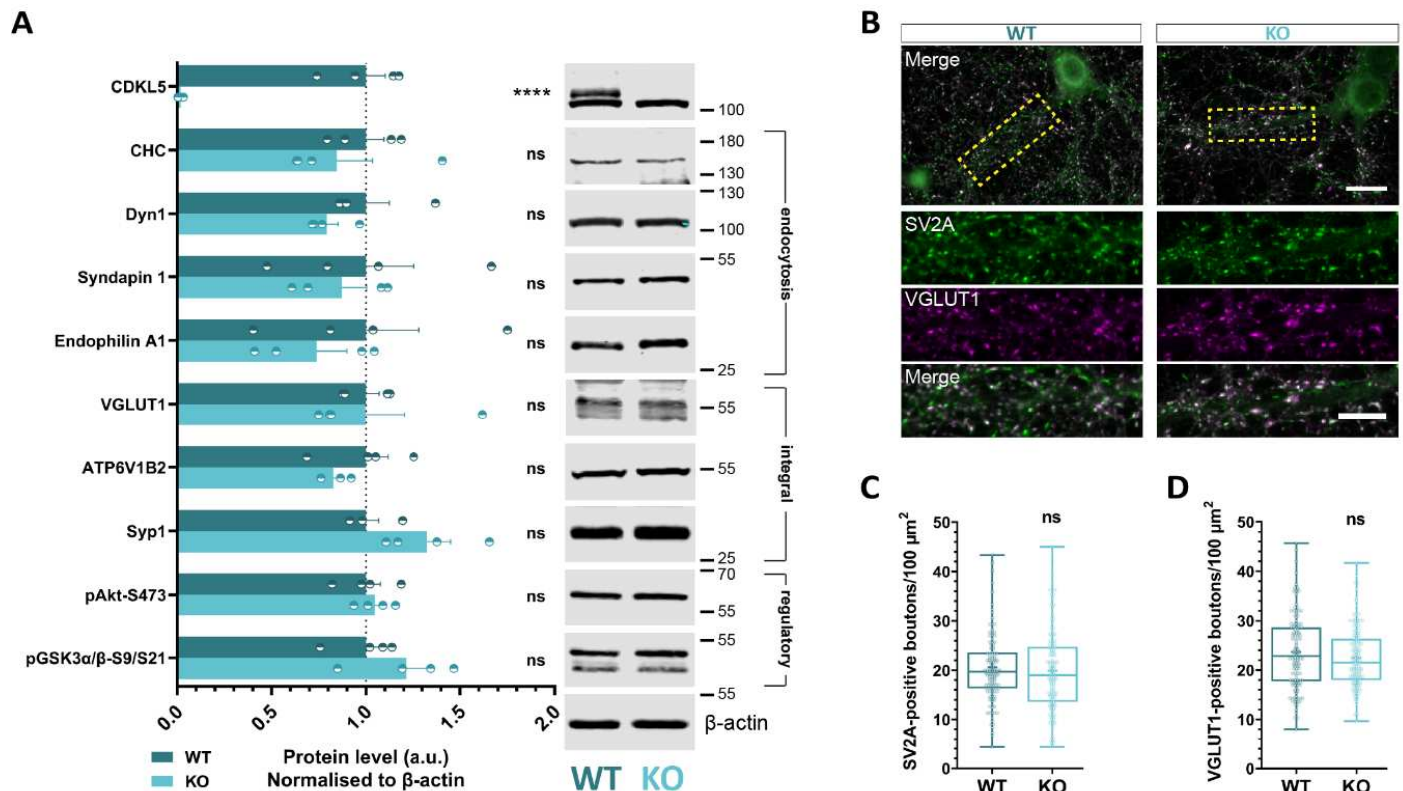 A
CDKL5
CHC
Dyn1
Syndapin 1
Endophilin A1
VGLUT1
ATP6V1B2
Syp1
pAkt-S473
pGSK3α/β-S9/S21
0.0 0.5 1.0 1.5 2.0
WT
KO
Protein level (a.u.)
Normalised to β-actin
****
ns
ns
ns
ns
ns
ns
ns
ns
ns
100
180
130
130
100
55
25
55
55
25
70
55
55
55
endocytosis
integral
regulatory
β-actin
WT KO
B
WT KO
Merge
SV2A
VGLUT1
Merge
C
SV2A-positive boutons/100 µm²
50
40
30
20
10
0
ns
WT KO
D
VGLUT1-positive boutons/100 µm²
50
40
30
20
10
0
ns
WT KO